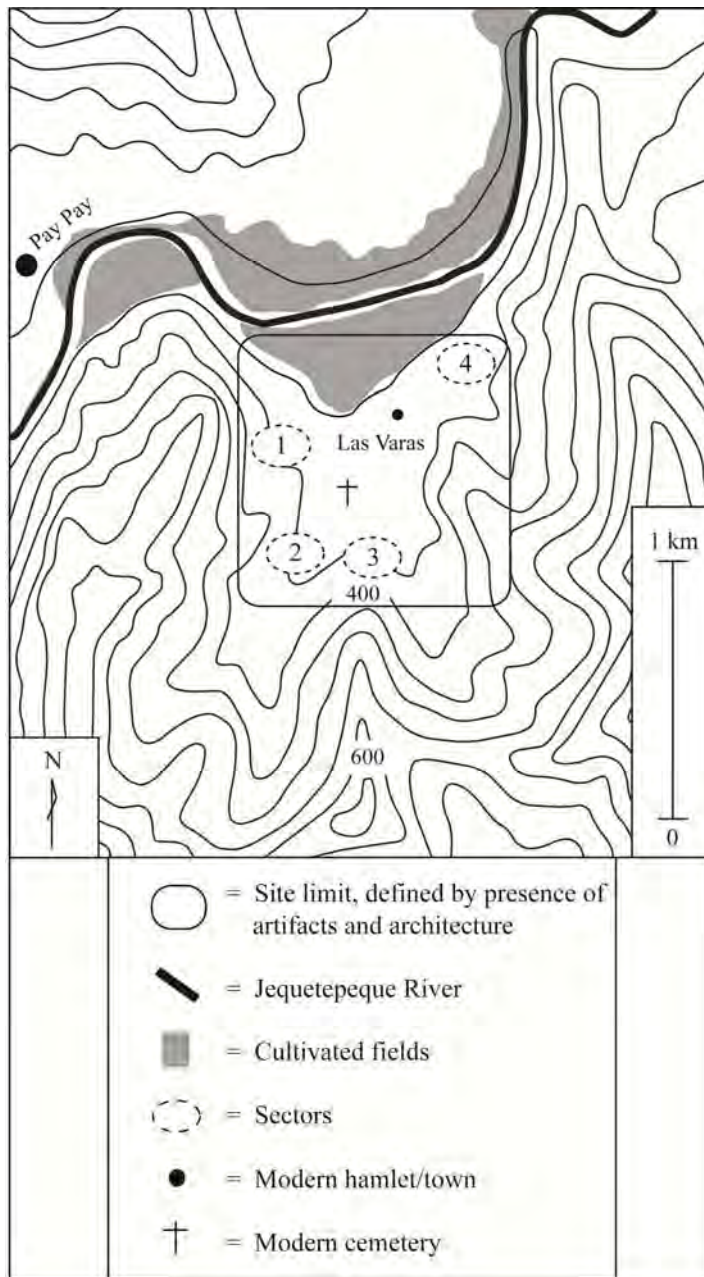 Pay Pay
4
1
Las Varas
2
3
400
1 km
N
600
0
= Site limit, defined by presence of
artifacts and architecture
= Jequetepeque River
= Cultivated fields
= Sectors
= Modern hamlet/town
= Modern cemetery